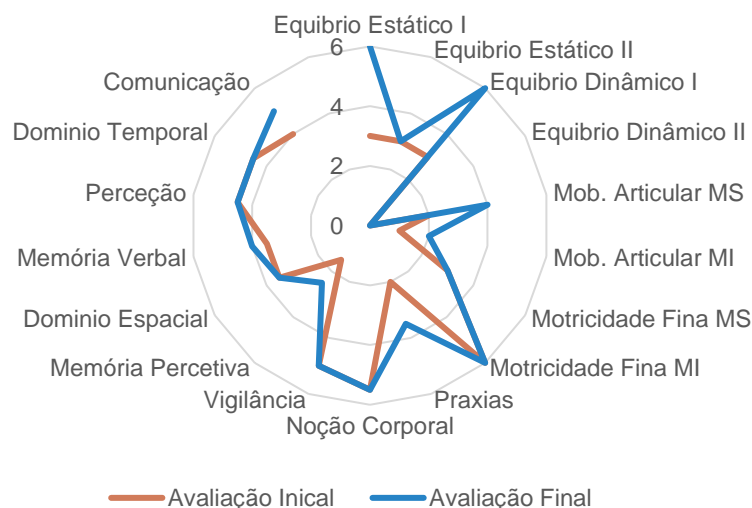 Equibrio Estático I
Equibrio Estático II
Equibrio Dinâmico I
Equibrio Dinâmico II
Mob. Articular MS
Mob. Articular MI
Motricidade Fina MS
Motricidade Fina MI
Praxias
Noção Corporal
Vigilância
Memória Percetiva
Dominio Espacial
Memória Verbal
Perceção
Dominio Temporal
Comunicação
6
4
2
0
Avaliação Inical
Avaliação Final